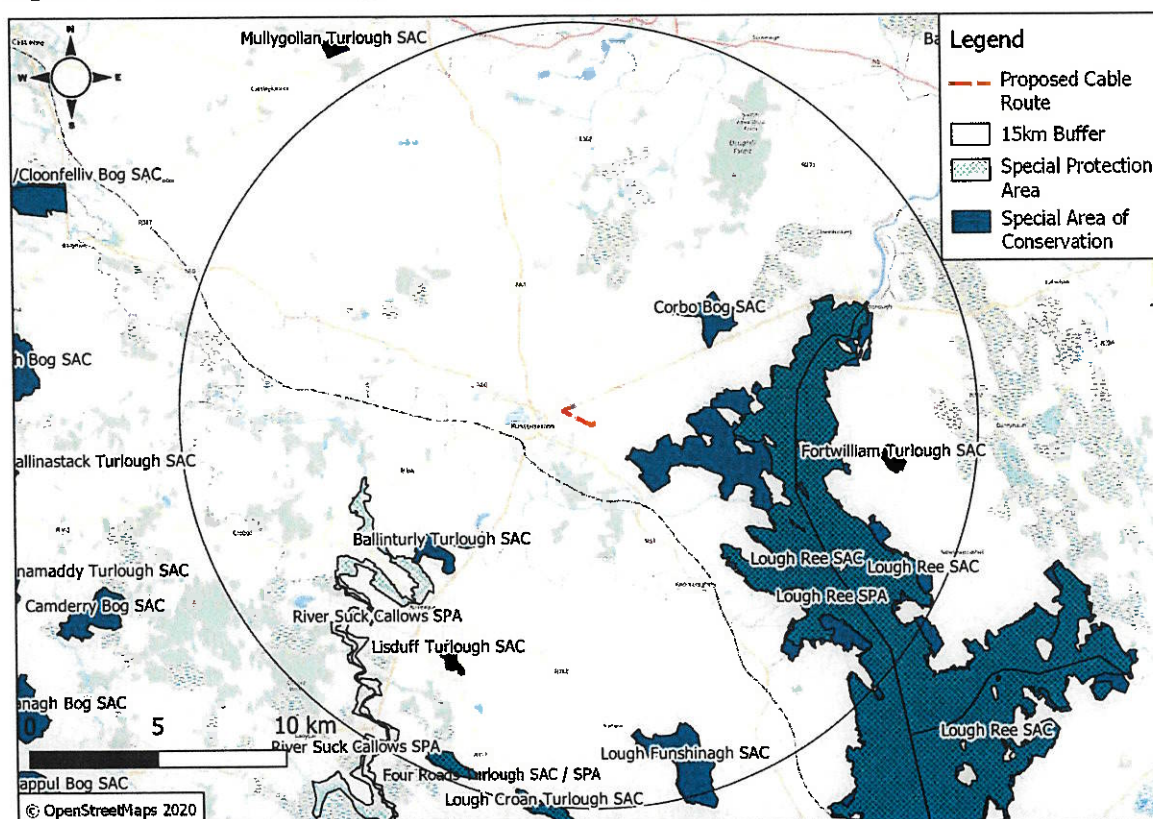 Mullygollan Turlough SAC
Ba
N
W
E
S
Legend
Proposed Cable
Route
15km Buffer
Special Protection
Area
Special Area of
Conservation
/Cloonfelliv Bog SAC
Corbo Bog SAC
h Bog SAC
Fortwilliam Turlough SAC
allinastack Turlough SAC
Ballinturly Turlough SAC
Lough Ree SAC
Lough Ree SAC
namaddy Turlough SAC
Lough Ree SPA
Camderry Bog SAC
River Suck Callows SPA
Lisduff Turlough SAC
anagh Bog SAC
0 5 10 km
Lough Ree SAC
River Suck Callows SPA
Lough Funshinagh SAC
Four Roads Turlough SAC / SPA
appul Bog SAC
Lough Croan Turlough SAC
© OpenStreetMaps 2020